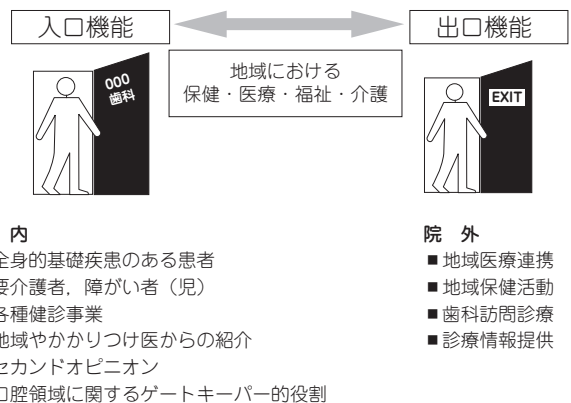 入口機能
出口機能
地域における
保健・医療・福祉・介護
000
歯科
EXIT
内
全身的基礎疾患のある患者
要介護者，障がい者（児）
各種健診事業
地域やかかりつけ医からの紹介
セカンドオピニオン
口腔領域に関するゲートキーパー的役割
院　外
■地域医療連携
■地域保健活動
■歯科訪問診療
■診療情報提供